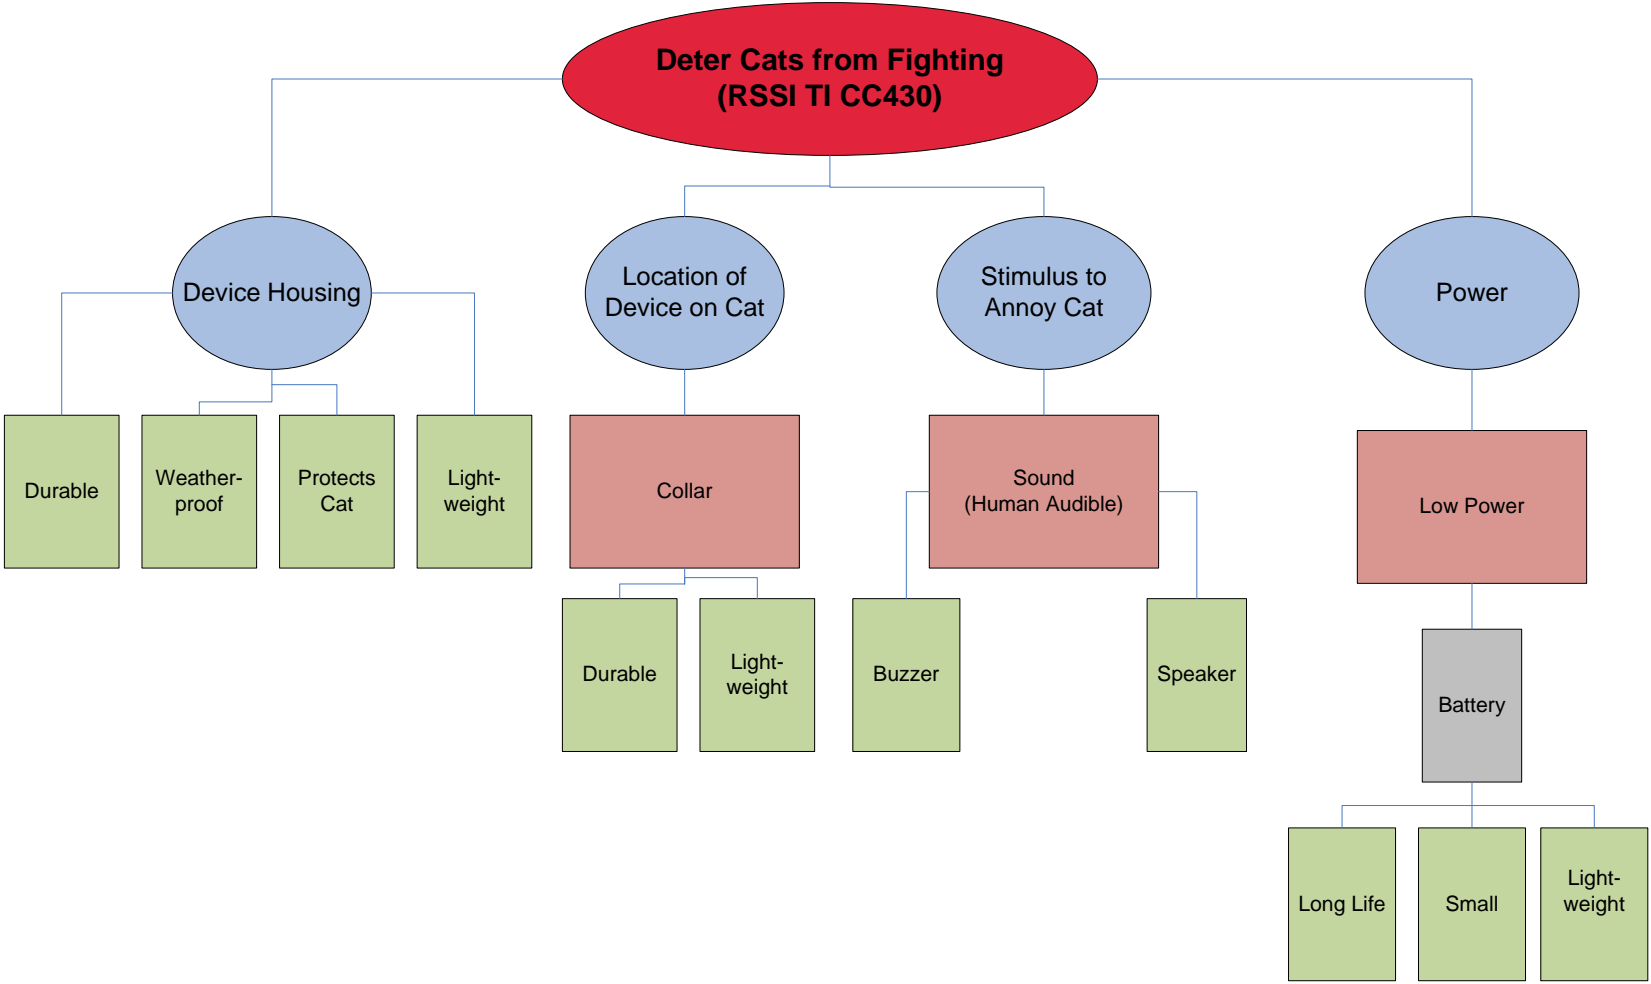 Deter Cats from Fighting
(RSSI TI CC430)
Device Housing
Location of
Device on Cat
Stimulus to
Annoy Cat
Power
Durable
Weather-
proof
Protects
Cat
Light-
weight
Collar
Sound
(Human Audible)
Low Power
Durable
Light-
weight
Buzzer
Speaker
Battery
Long Life
Small
Light-
weight